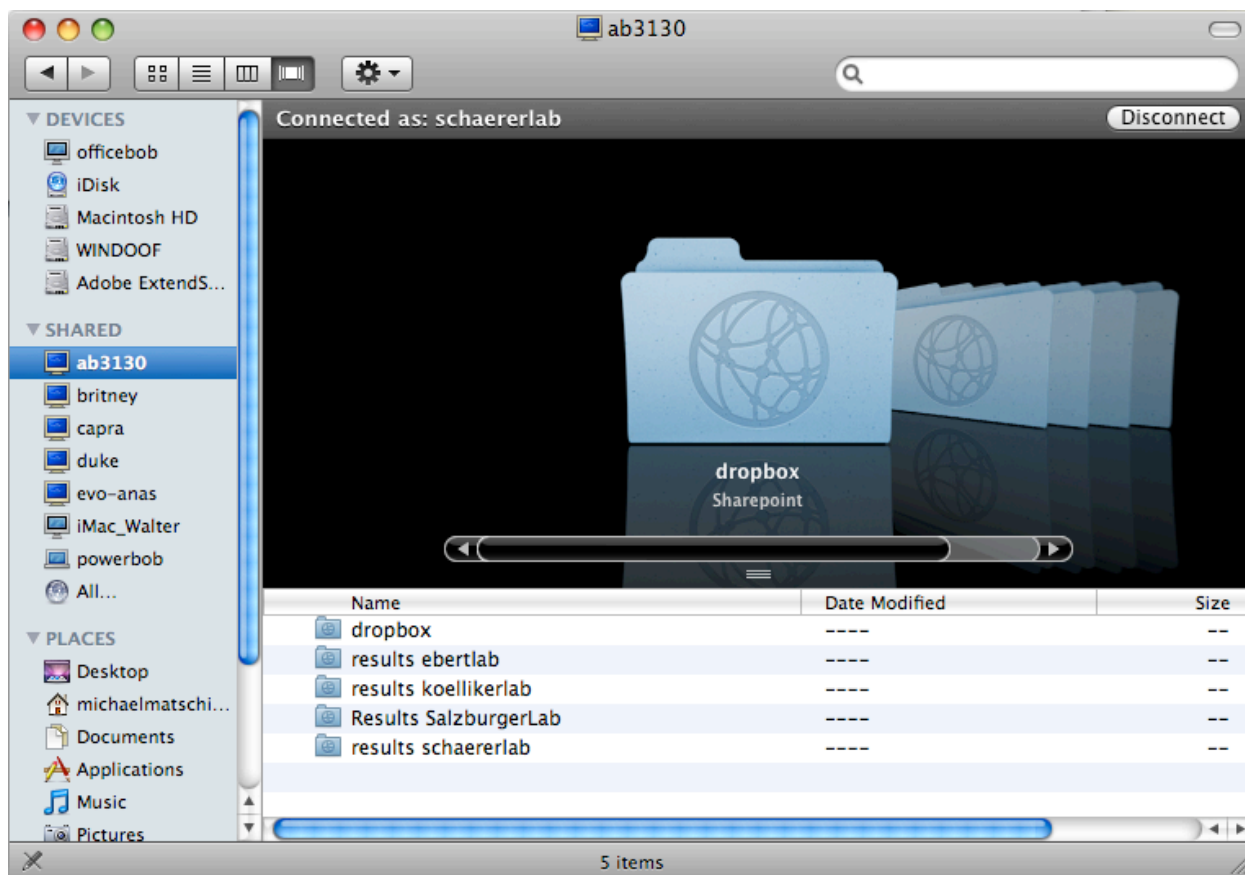 ab3130
DEVICES
officebob
iDisk
Macintosh HD
WINDOOF
Adobe ExtendS...
SHARED
ab3130
britney
capra
duke
evo-anas
iMac_Walter
powerbob
All...
PLACES
Desktop
michaelmatschi...
Documents
Applications
Music
Pictures
Connected as: schaererlab
Disconnect
dropbox
Sharepoint
Name Date Modified Size
dropbox ---- --
results ebertlab ---- --
results koellikerlab ---- --
Results SalzburgerLab ---- --
results schaererlab ---- --
5 items